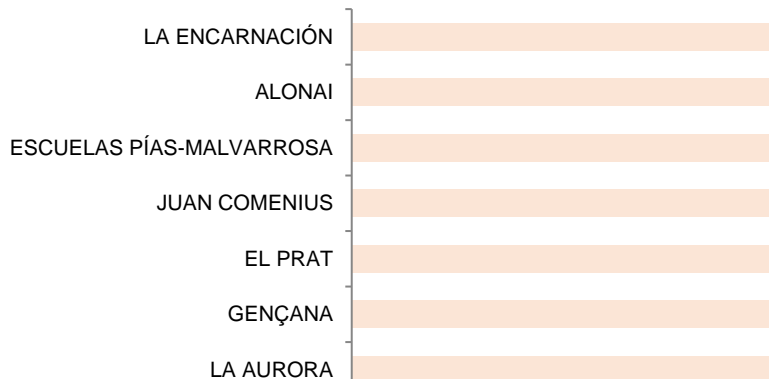 LA ENCARNACIÓN
ALONAI
ESCUELAS PÍAS-MALVARROSA
JUAN COMENIUS
EL PRAT
GENÇANA
LA AURORA